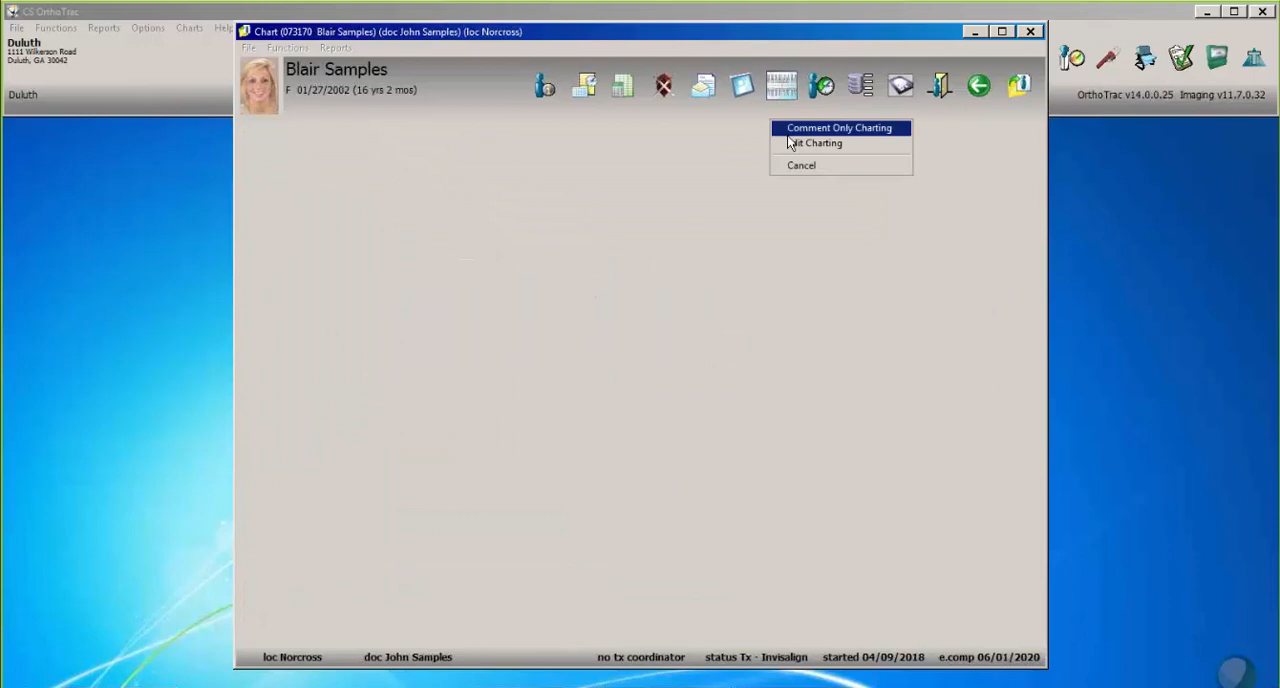 CS OrthoTrac
File Functions Reports Options Charts Help
Duluth
1111 Wilkerson Road
Duluth, GA 30042
Duluth
OrthoTrac v14.0.0.25 Imaging v11.7.0.32
Chart (073170 Blair Samples) (doc John Samples) (loc Norcross)
File Functions Reports
Blair Samples
F 01/27/2002 (16 yrs 2 mos)
Comment Only Charting
Charting
Cancel
loc Norcross doc John Samples no tx coordinator status Tx - Invisalign started 04/09/2018 e.comp 06/01/2020